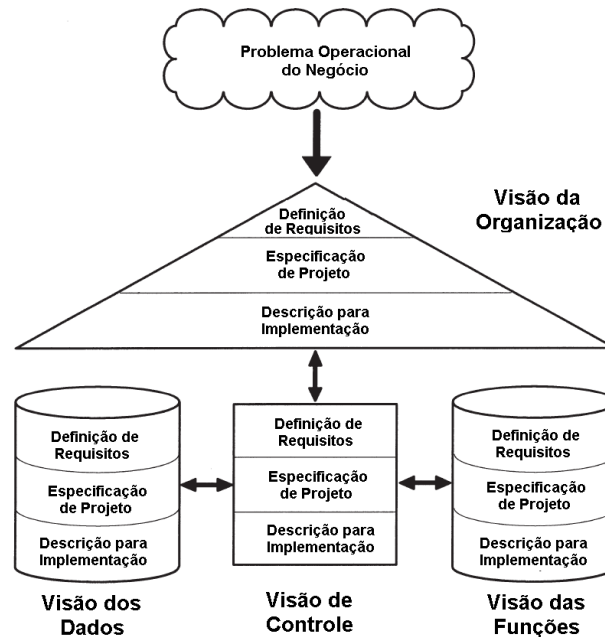 Problema Operacional
do Negócio
Visão da
Organização
Definição
de Requisitos
Especificação
de Projeto
Descrição para
Implementação
Definição de
Requisitos
Especificação
de Projeto
Descrição para
Implementação
Visão dos
Dados
Definição de
Requisitos
Especificação
de Projeto
Descrição para
Implementação
Visão de
Controle
Definição de
Requisitos
Especificação
de Projeto
Descrição para
Implementação
Visão das
Funções